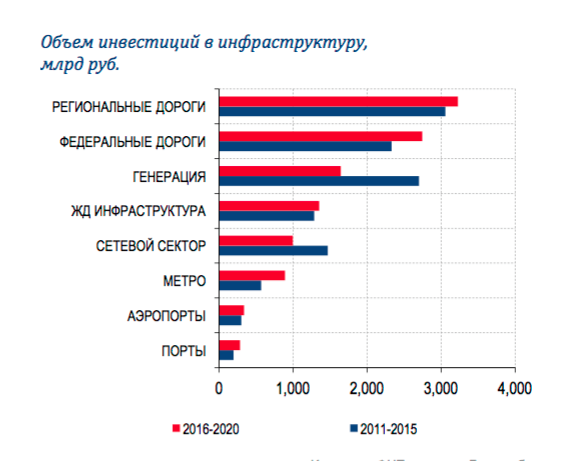 Объем инвестиций в инфраструктуру,
млрд руб.
РЕГИОНАЛЬНЫЕ ДОРОГИ
ФЕДЕРАЛЬНЫЕ ДОРОГИ
ГЕНЕРАЦИЯ
ЖД ИНФРАСТРУКТУРА
СЕТЕВОЙ СЕКТОР
МЕТРО
АЭРОПОРТЫ
ПОРТЫ
0 1,000 2,000 3,000 4,000
2016-2020 2011-2015